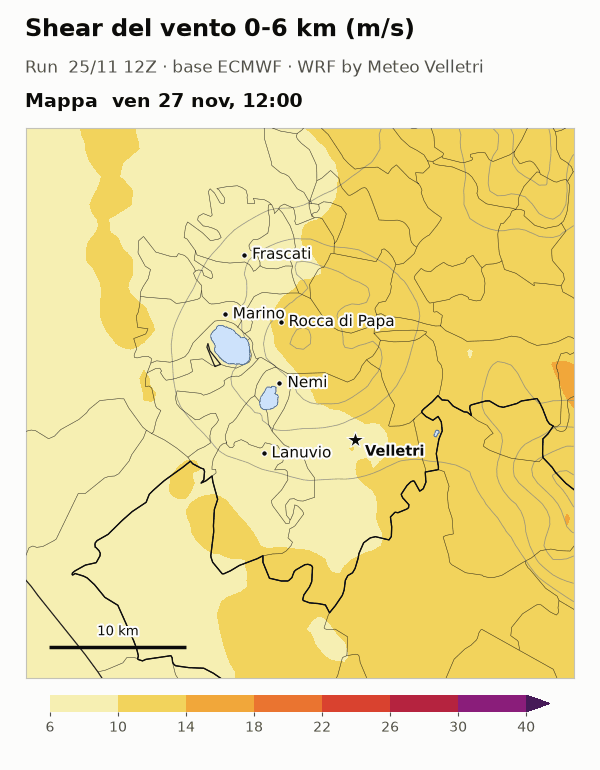 Shear del vento 0-6 km (m/s)
Run  25/11 12Z · base ECMWF · WRF by Meteo Velletri
Mappa  ven 27 nov, 12:00
Frascati
Marino
Rocca di Papa
Nemi
Velletri
Lanuvio
10 km
6 10 14 18 22 26 30 40